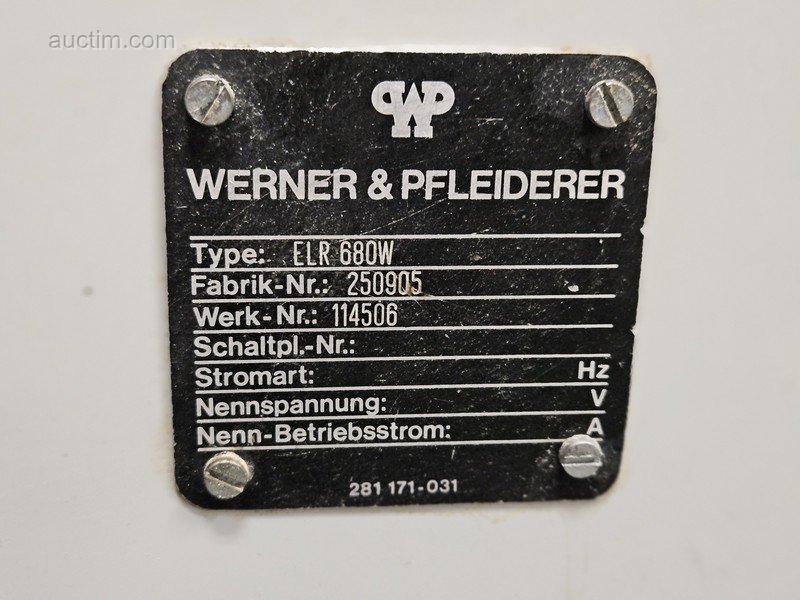 auctim.com
WP
WERNER & PFLEIDERER
Type: ELR 680W
Fabrik-Nr.: 250905
Werk-Nr.: 114506
Schaltpl.-Nr.:
Stromart: Hz
Nennspannung: V
Nenn-Betriebsstrom: A
281 171-031